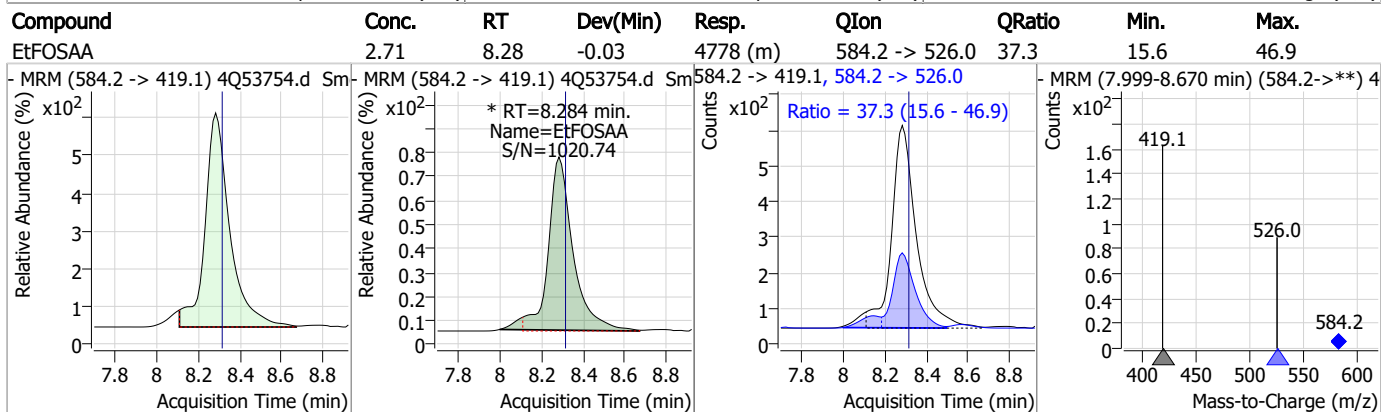 Compound Conc. RT Dev(Min) Resp. QIon QRatio Min. Max.
EtFOSAA 2.71 8.28 -0.03 4778 (m) 584.2 -> 526.0 37.3 15.6 46.9
- MRM (584.2 -> 419.1) 4Q53754.d Sm
Relative Abundance (%)
x10²
5
4
3
2
1
0
7.8 8 8.2 8.4 8.6 8.8
Acquisition Time (min)
- MRM (584.2 -> 419.1) 4Q53754.d Sm
Relative Abundance (%)
x10²
* RT=8.284 min.
Name=EtFOSAA
S/N=1020.74
0.8
0.7
0.6
0.5
0.4
0.3
0.2
0.1
7.8 8 8.2 8.4 8.6 8.8
Acquisition Time (min)
584.2 -> 419.1, 584.2 -> 526.0
Counts
x10²
Ratio = 37.3 (15.6 - 46.9)
5
4
3
2
1
0
7.8 8 8.2 8.4 8.6 8.8
Acquisition Time (min)
- MRM (7.999-8.670 min) (584.2->**) 4
Counts
x10²
419.1
526.0
584.2
1.6
1.4
1.2
1
0.8
0.6
0.4
0.2
0
400 450 500 550 600
Mass-to-Charge (m/z)